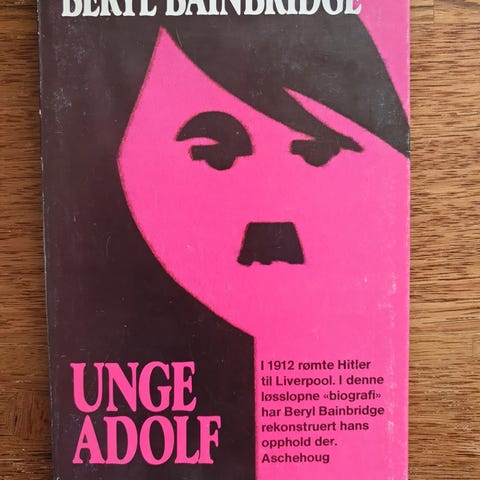 BERYL BAINBRIDGE
UNGE
ADOLF
I 1912 rømte Hitler
til Liverpool. I denne
løsslopne «biografi»
har Beryl Bainbridge
rekonstruert hans
opphold der.
Aschehoug